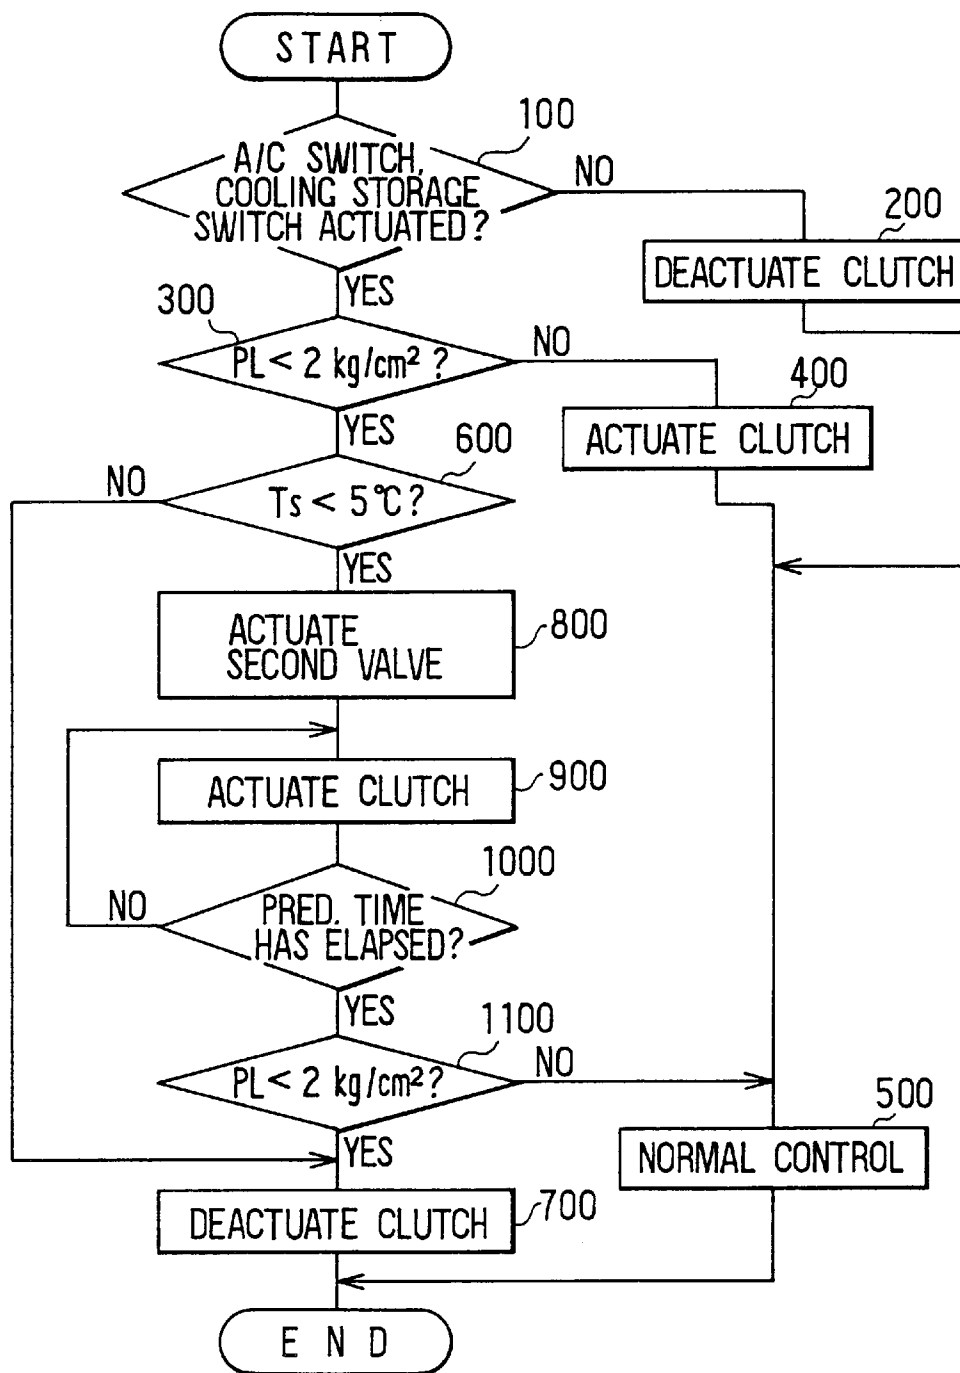 START
100
A/C SWITCH,
COOLING STORAGE
SWITCH ACTUATED?
NO
200
DEACTUATE CLUTCH
YES
300
PL < 2 kg/cm² ?
NO
400
ACTUATE CLUTCH
YES
600
NO
Ts < 5℃?
YES
ACTUATE
SECOND VALVE
800
ACTUATE CLUTCH
900
1000
NO
PRED. TIME
HAS ELAPSED?
YES
1100
PL < 2 kg/cm²?
NO
500
NORMAL CONTROL
YES
DEACTUATE CLUTCH
700
END